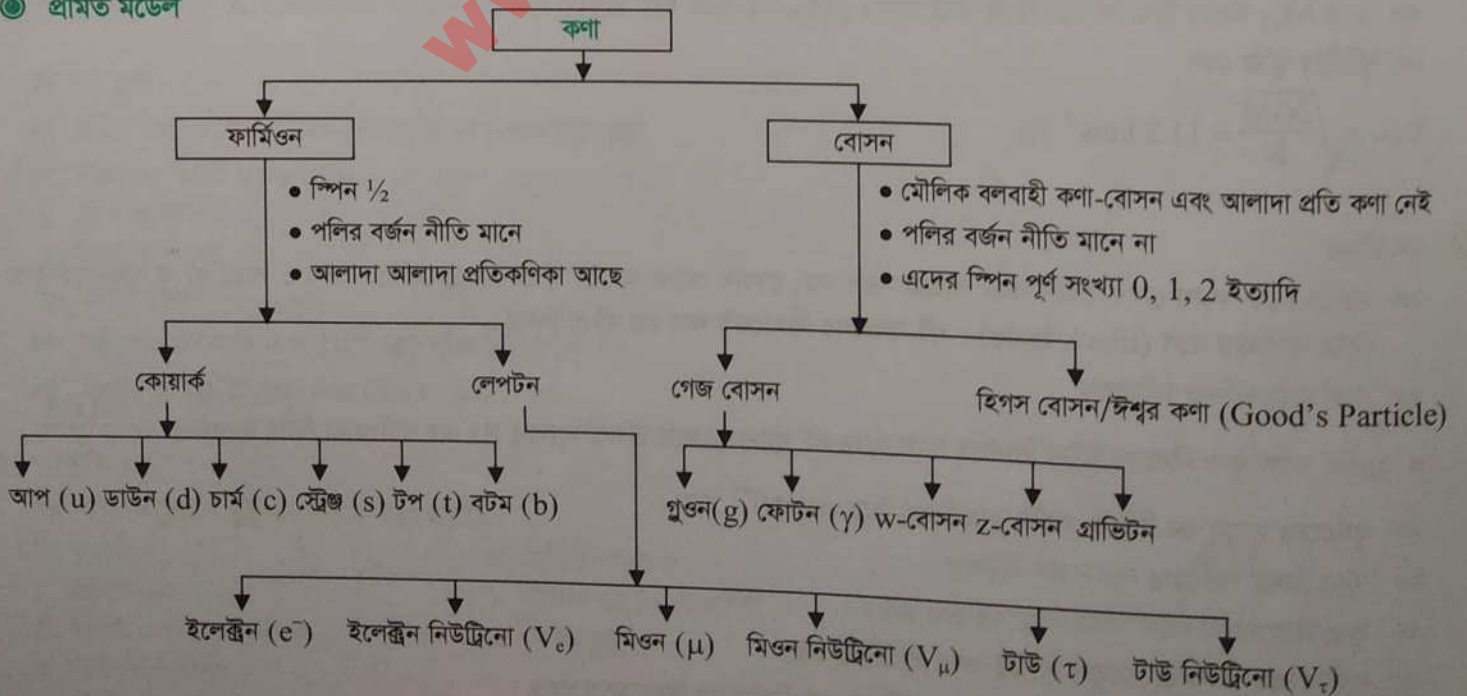 প্রমিত মডেল
কণা
ফার্মিওন
বোসন
• স্পিন 1/2
• পলির বর্জন নীতি মানে
• আলাদা আলাদা প্রতিকণিকা আছে
• মৌলিক বলবাহী কণা-বোসন এবং আলাদা প্রতি কণা নেই
• পলির বর্জন নীতি মানে না
• এদের স্পিন পূর্ণ সংখ্যা 0, 1, 2 ইত্যাদি
কোয়ার্ক
লেপটন
গেজ বোসন
হিগস বোসন/ঈশ্বর কণা (Good's Particle)
আপ (u) ডাউন (d) চার্ম (c) স্ট্রেঞ্জ (s) টপ (t) বটম (b)
গ্লুওন(g) ফোটন (γ) w-বোসন z-বোসন গ্রাভিটন
ইলেক্ট্রন (e⁻) ইলেক্ট্রন নিউট্রিনো (Vₑ) মিওন (μ) মিওন নিউট্রিনো (V_μ) টাউ (τ) টাউ নিউট্রিনো (V_τ)